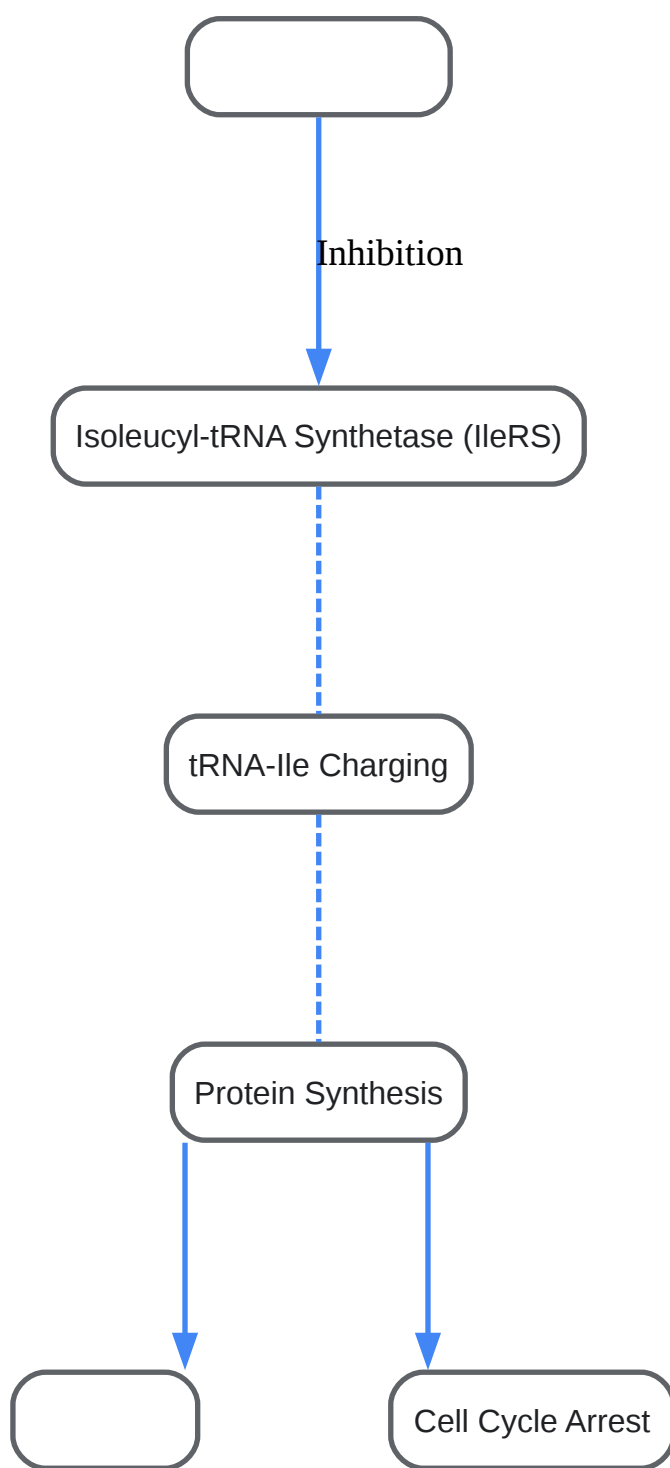 Inhibition
Isoleucyl-tRNA Synthetase (IleRS)
tRNA-Ile Charging
Protein Synthesis
Cell Cycle Arrest